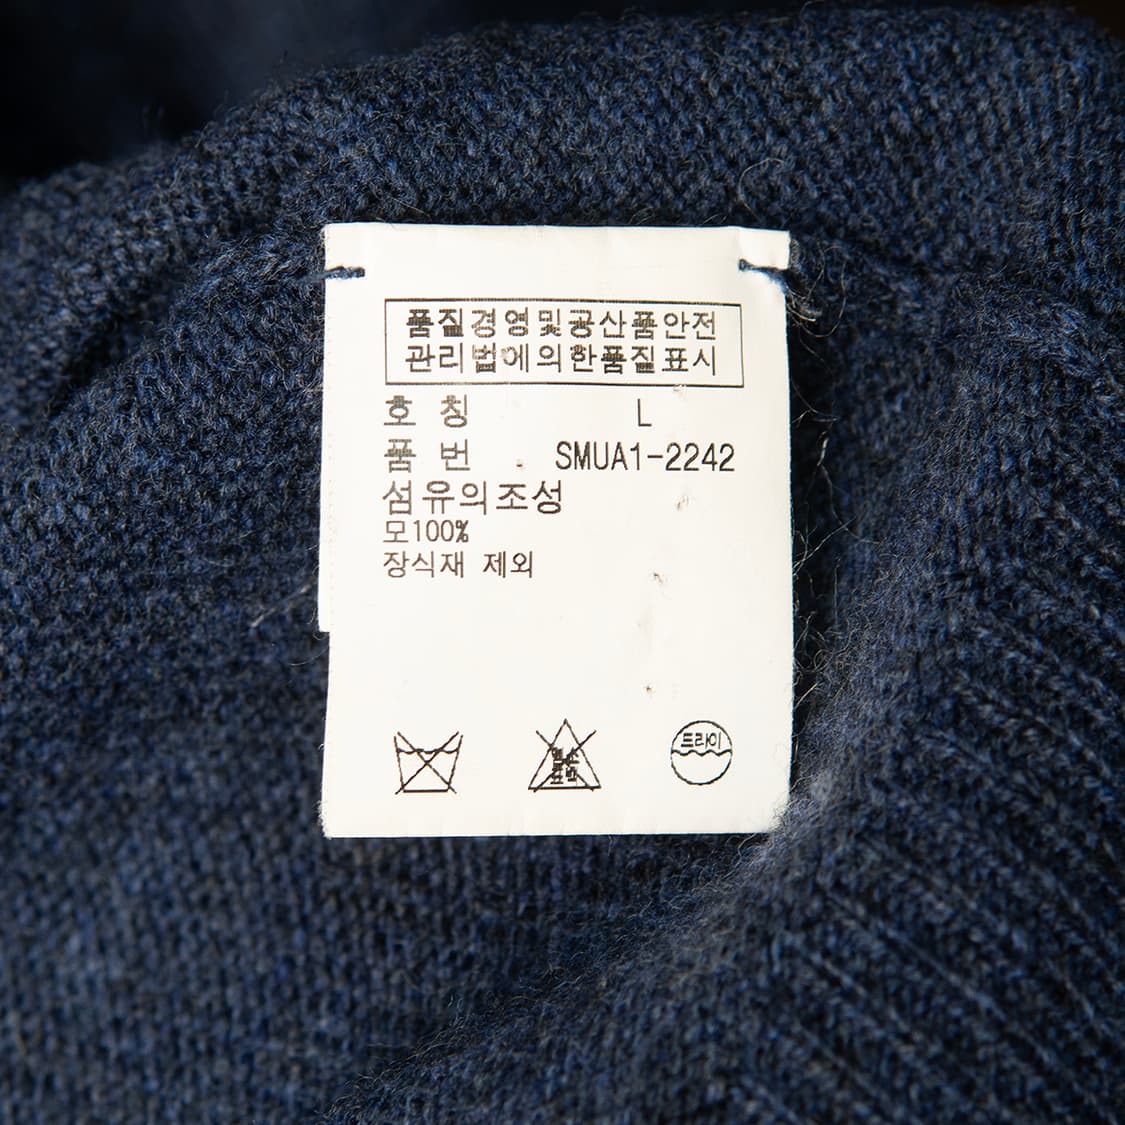 품질경영및공산품안전
관리법에의한품질표시
호 칭 L
품 번 SMUA1-2242
섬유의조성
모100%
장식재 제외
드라이